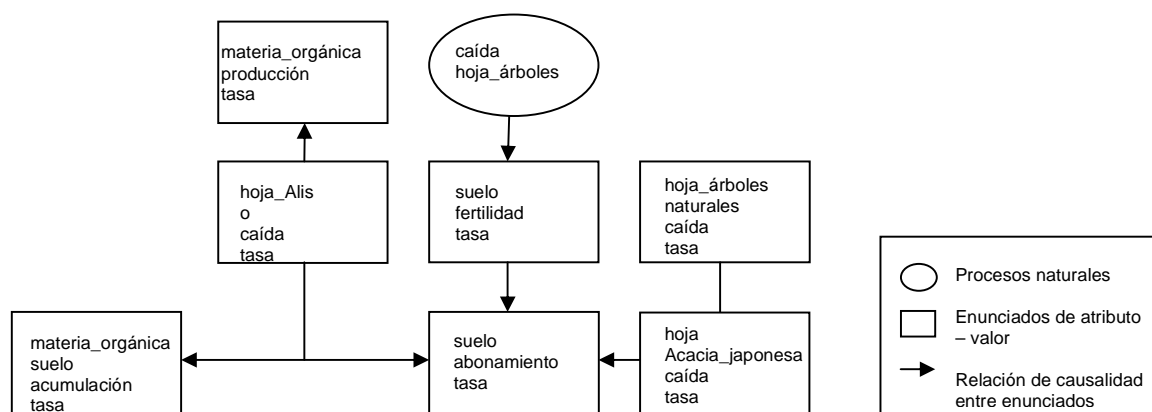 materia_orgánica
producción
tasa
caída
hoja_árboles
hoja_Alis
o
caída
tasa
suelo
fertilidad
tasa
hoja_árboles
naturales
caída
tasa
materia_orgánica
suelo
acumulación
tasa
suelo
abonamiento
tasa
hoja
Acacia_japonesa
caída
tasa
Procesos naturales
Enunciados de atributo
– valor
Relación de causalidad
entre enunciados